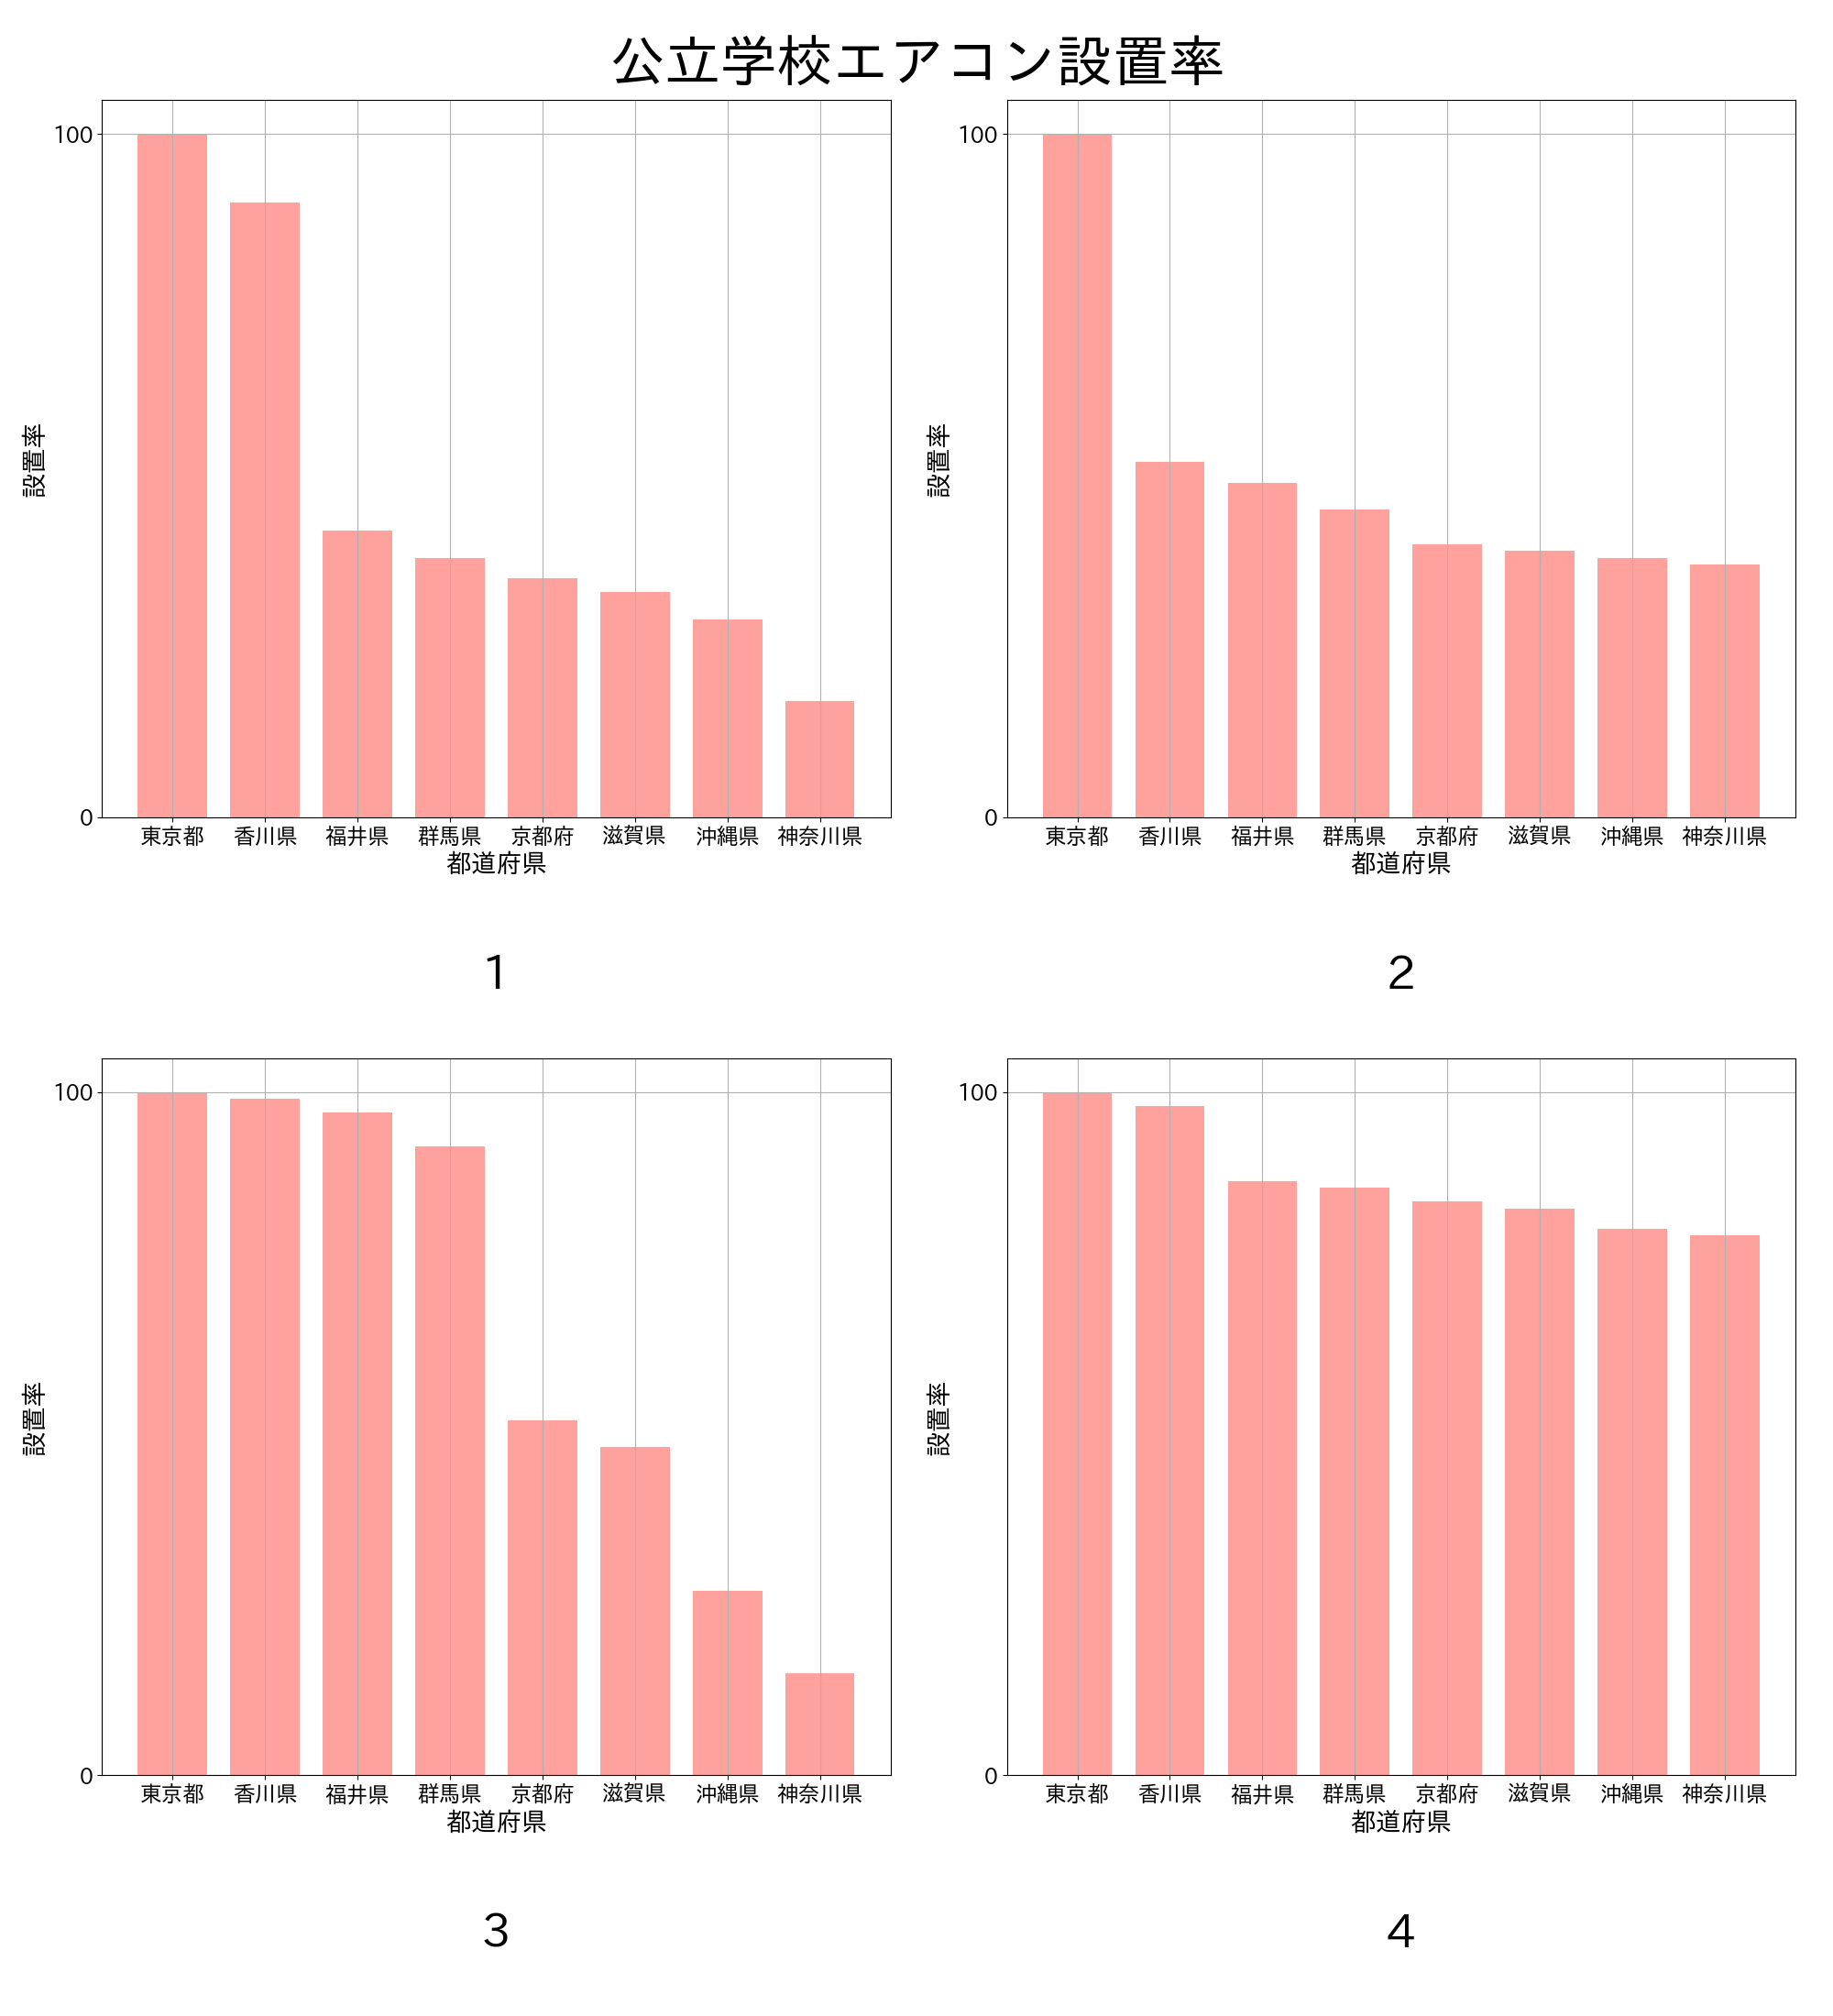 公立学校エアコン設置率
100
設置率
0
東京都 香川県 福井県 群馬県 京都府 滋賀県 沖縄県 神奈川県
都道府県
1
100
設置率
0
東京都 香川県 福井県 群馬県 京都府 滋賀県 沖縄県 神奈川県
都道府県
2
100
設置率
0
東京都 香川県 福井県 群馬県 京都府 滋賀県 沖縄県 神奈川県
都道府県
3
100
設置率
0
東京都 香川県 福井県 群馬県 京都府 滋賀県 沖縄県 神奈川県
都道府県
4